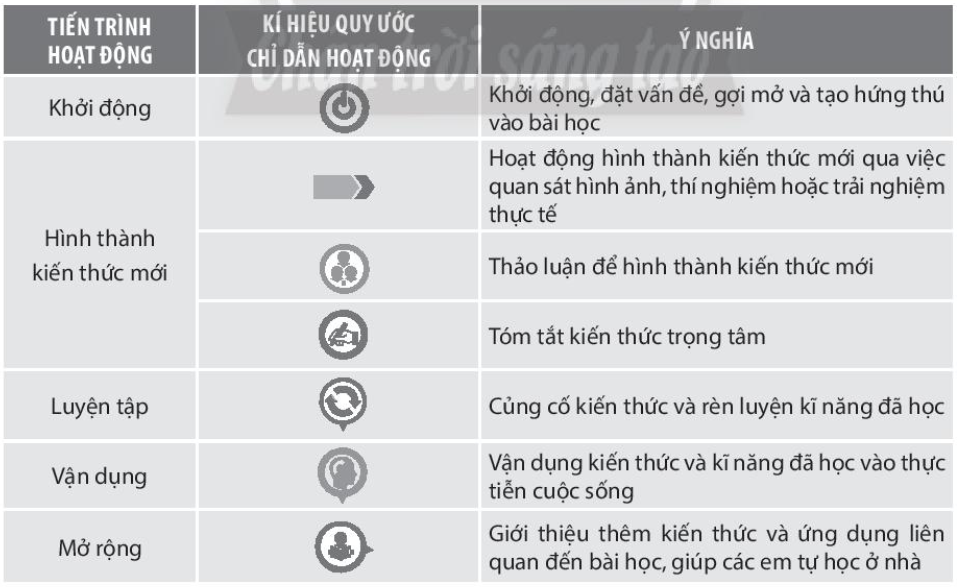 TIẾN TRÌNH
HOẠT ĐỘNG
KÍ HIỆU QUY ƯỚC
CHỈ DẪN HOẠT ĐỘNG
Ý NGHĨA
Chân trời sáng tạo
Khởi động
Khởi động, đặt vấn đề, gợi mở và tạo hứng thú
vào bài học
Hình thành
kiến thức mới
Hoạt động hình thành kiến thức mới qua việc
quan sát hình ảnh, thí nghiệm hoặc trải nghiệm
thực tế
Thảo luận để hình thành kiến thức mới
Tóm tắt kiến thức trọng tâm
Luyện tập
Củng cố kiến thức và rèn luyện kĩ năng đã học
Vận dụng
Vận dụng kiến thức và kĩ năng đã học vào thực
tiễn cuộc sống
Mở rộng
Giới thiệu thêm kiến thức và ứng dụng liên
quan đến bài học, giúp các em tự học ở nhà